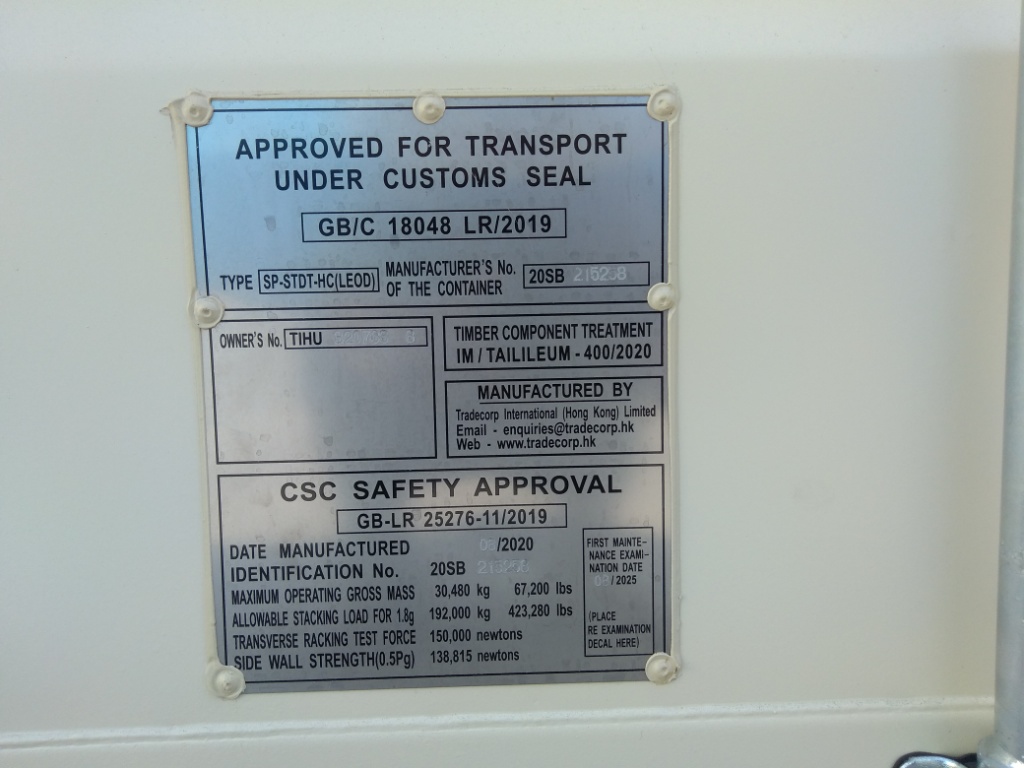 APPROVED FOR TRANSPORT
UNDER CUSTOMS SEAL
GB/C 18048 LR/2019
TYPE SP-STDT-HC(LEOD)
MANUFACTURER'S No.
OF THE CONTAINER
20SB
OWNER'S No. TIHU
TIMBER COMPONENT TREATMENT
IM / TAILILEUM - 400/2020
MANUFACTURED BY
Tradecorp International (Hong Kong) Limited
Email - enquiries@tradecorp.hk
Web - www.tradecorp.hk
CSC SAFETY APPROVAL
GB-LR 25276-11/2019
DATE MANUFACTURED /2020
IDENTIFICATION No. 20SB
MAXIMUM OPERATING GROSS MASS 30,480 kg 67,200 lbs
ALLOWABLE STACKING LOAD FOR 1.8g 192,000 kg 423,280 lbs
TRANSVERSE RACKING TEST FORCE 150,000 newtons
SIDE WALL STRENGTH(0.5Pg) 138,815 newtons
FIRST MAINTE-
NANCE EXAMI-
NATION DATE
/2025
(PLACE
RE EXAMINATION
DECAL HERE)